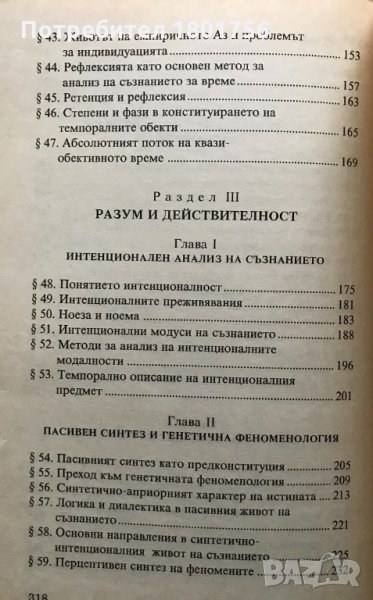 Потребител 1801756
§ 43. Животът на емпиричното Аз и проблемът
за индивидуацията 153
§ 44. Рефлексията като основен метод за
анализ на съзнанието за време 157
§ 45. Ретенция и рефлексия 163
§ 46. Степени и фази в конституирането на
темпоралните обекти 165
§ 47. Абсолютният поток на квази-
обективното време 169
Раздел III
РАЗУМ И ДЕЙСТВИТЕЛНОСТ
Глава I
ИНТЕНЦИОНАЛЕН АНАЛИЗ НА СЪЗНАНИЕТО
§ 48. Понятието интенционалност 175
§ 49. Интенционалните преживявания 181
§ 50. Ноеза и ноема 183
§ 51. Интенционални модуси на съзнанието 188
§ 52. Методи за анализ на интенционалните
модалности 196
§ 53. Темпорално описание на интенционалния
предмет 201
Глава II
ПАСИВЕН СИНТЕЗ И ГЕНЕТИЧНА ФЕНОМЕНОЛОГИЯ
§ 54. Пасивният синтез като предконституция 205
§ 55. Преход към генетичната феноменология 209
§ 56. Синтетично-априорният характер на истината 213
§ 57. Логика и диалектика в пасивния живот на
съзнанието 221
§ 58. Основни направления в синтетично-
интенционалния живот на съзнанието 225
§ 59. Перцептивен синтез на феномените 232
318
bazar